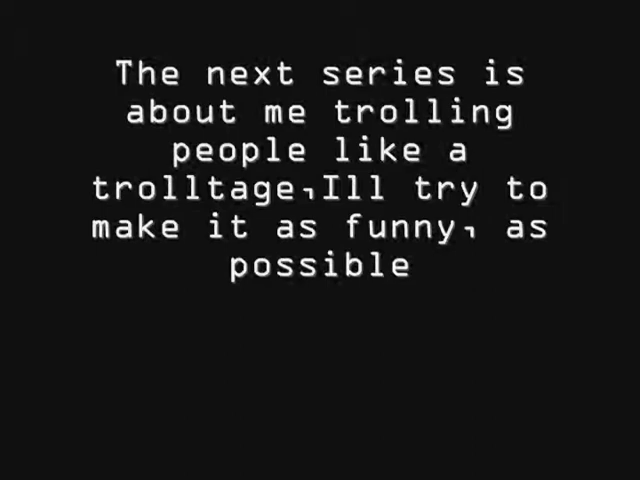 The next series is
about me trolling
people like a
trolltage,Ill try to
make it as funny, as
possible